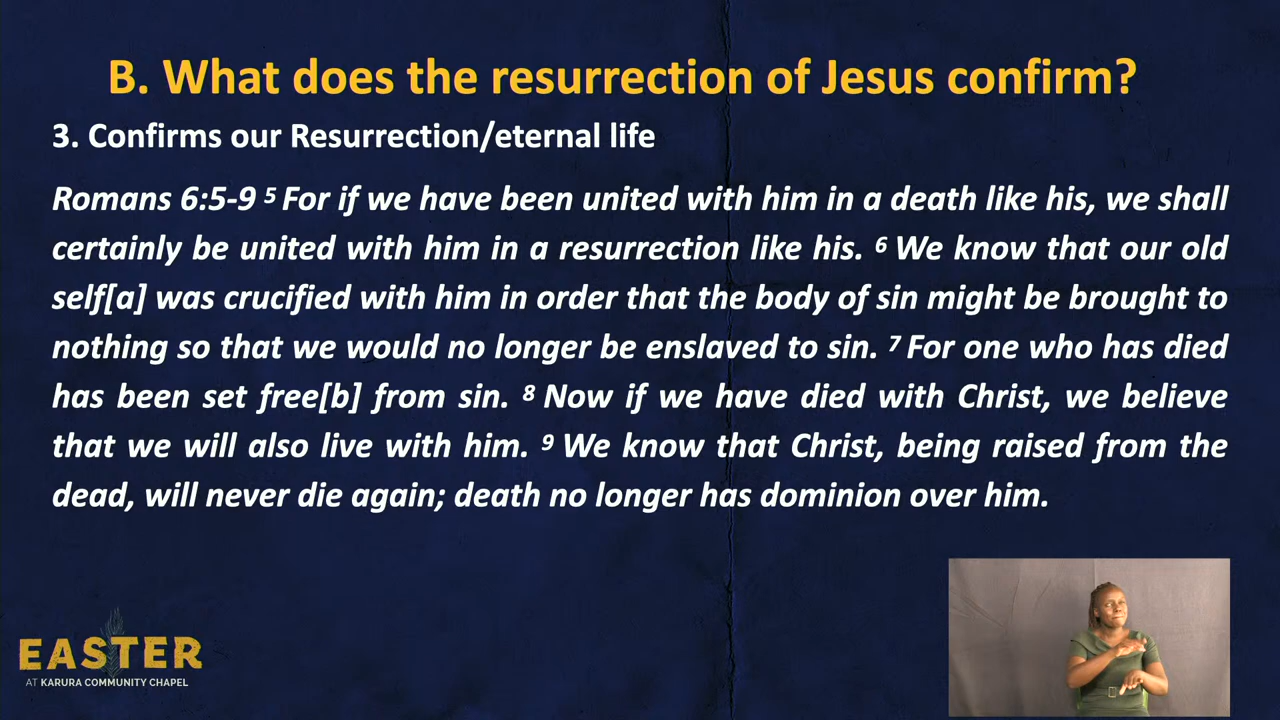 B. What does the resurrection of Jesus confirm?
3. Confirms our Resurrection/eternal life
Romans 6:5-9 ⁵ For if we have been united with him in a death like his, we shall
certainly be united with him in a resurrection like his. ⁶ We know that our old
self[a] was crucified with him in order that the body of sin might be brought to
nothing so that we would no longer be enslaved to sin. ⁷ For one who has died
has been set free[b] from sin. ⁸ Now if we have died with Christ, we believe
that we will also live with him. ⁹ We know that Christ, being raised from the
dead, will never die again; death no longer has dominion over him.
EASTER
AT KARURA COMMUNITY CHAPEL